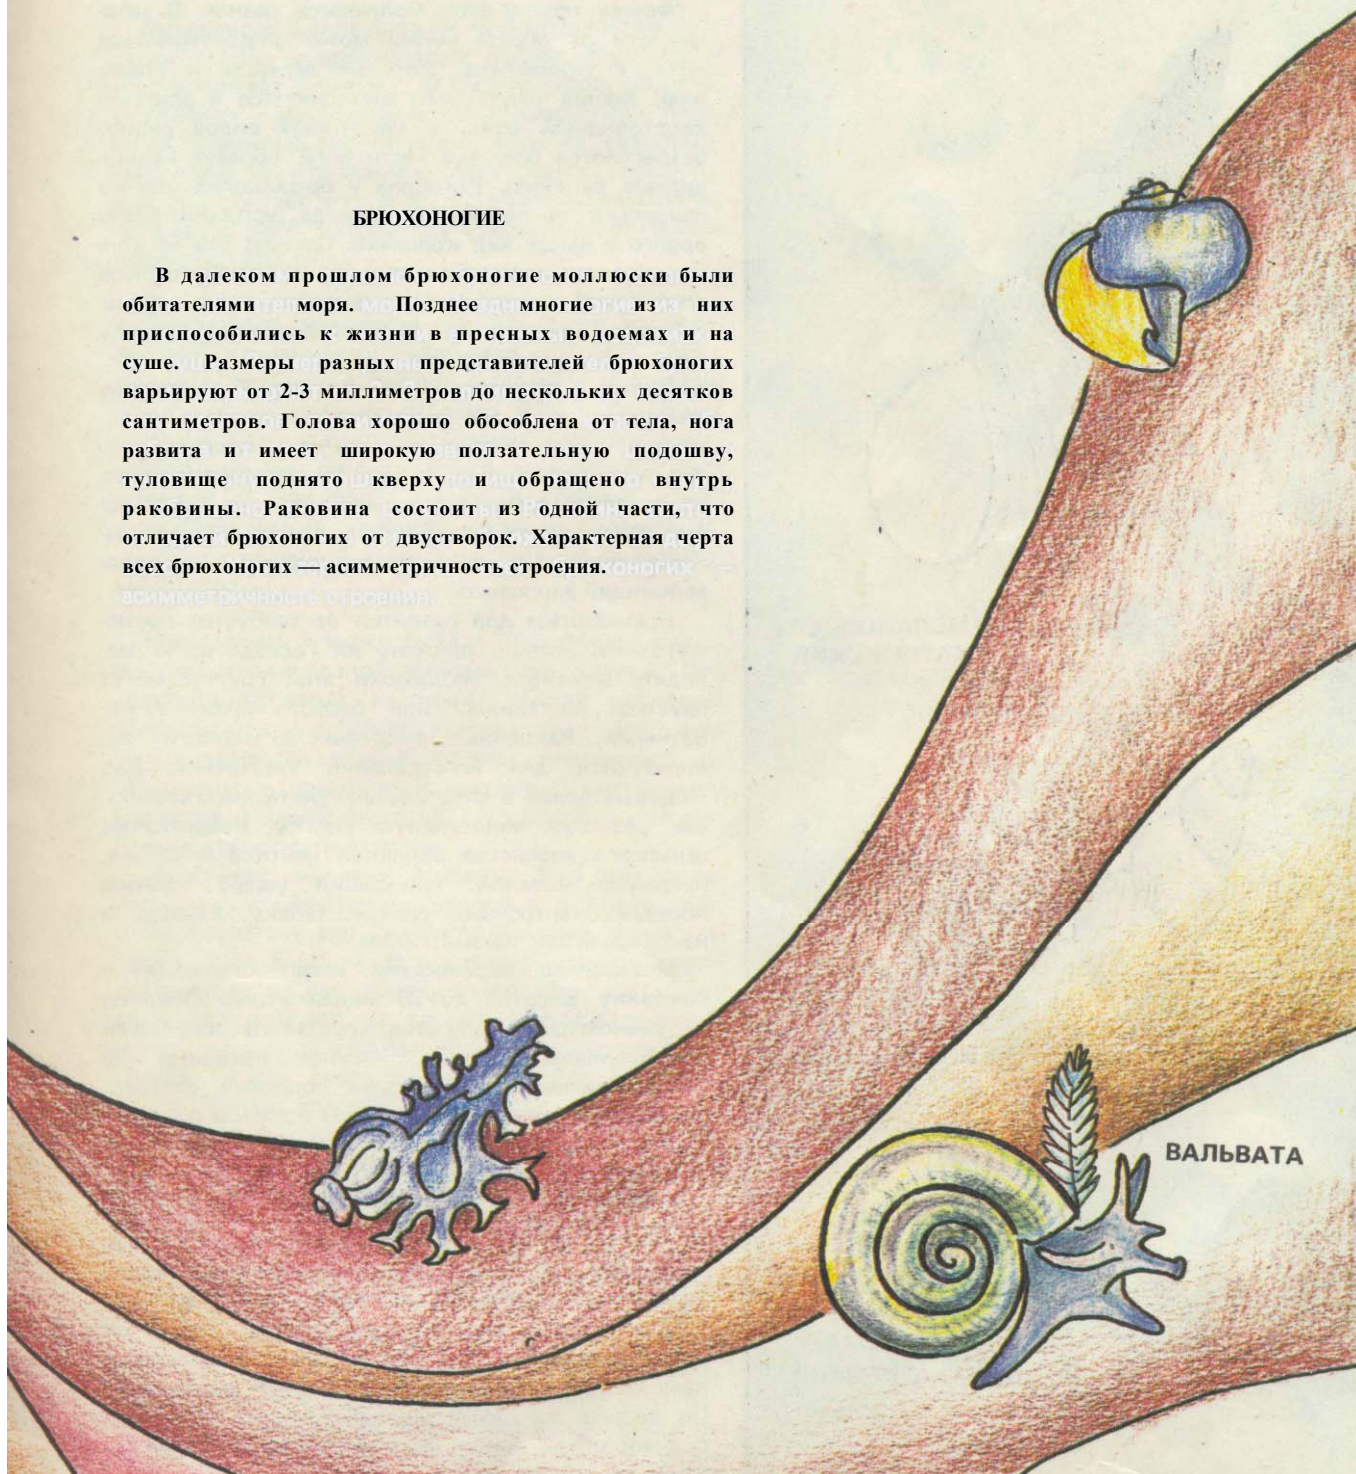 БРЮХОНОГИЕ
В далеком прошлом брюхоногие моллюски были
обитателями моря. Позднее многие из них
приспособились к жизни в пресных водоемах и на
суше. Размеры разных представителей брюхоногих
варьируют от 2-3 миллиметров до нескольких десятков
сантиметров. Голова хорошо обособлена от тела, нога
развита и имеет широкую ползательную подошву,
туловище поднято кверху и обращено внутрь
раковины. Раковина состоит из одной части, что
отличает брюхоногих от двустворок. Характерная черта
всех брюхоногих — асимметричность строения.
асимметричность строения.
ВАЛЬВАТА